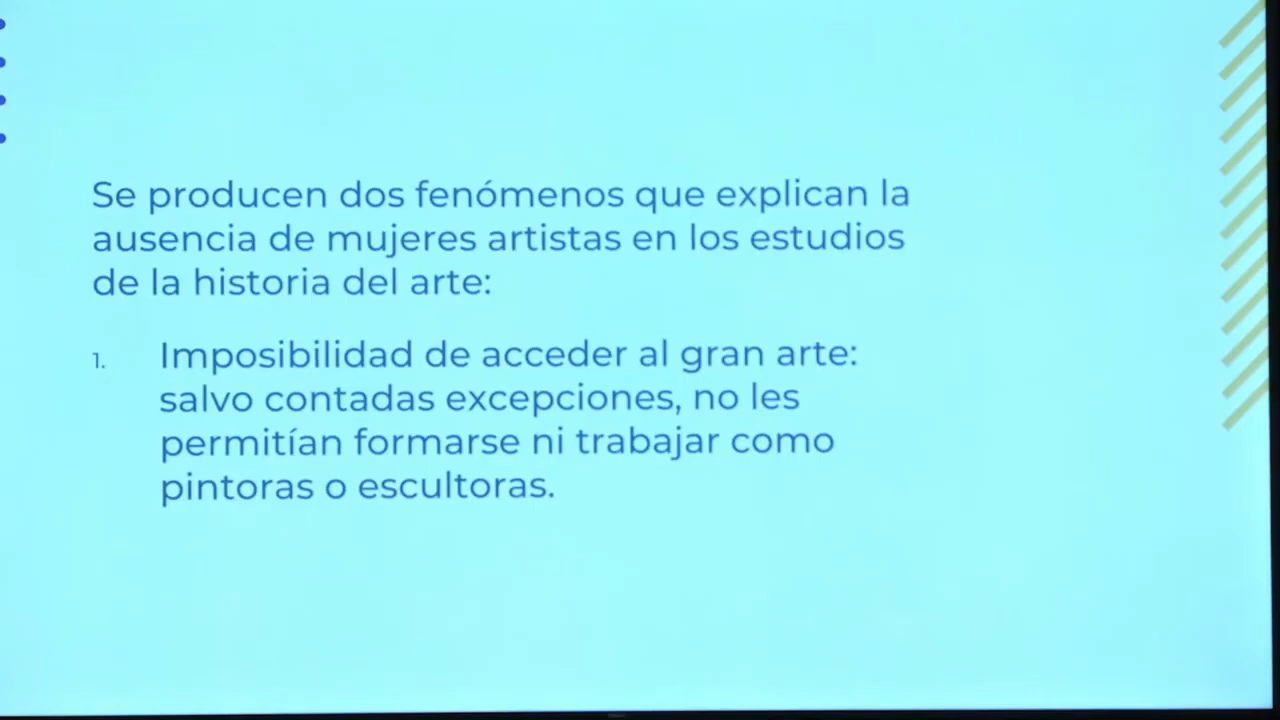 Se producen dos fenómenos que explican la
ausencia de mujeres artistas en los estudios
de la historia del arte:
1. Imposibilidad de acceder al gran arte:
salvo contadas excepciones, no les
permitían formarse ni trabajar como
pintoras o escultoras.